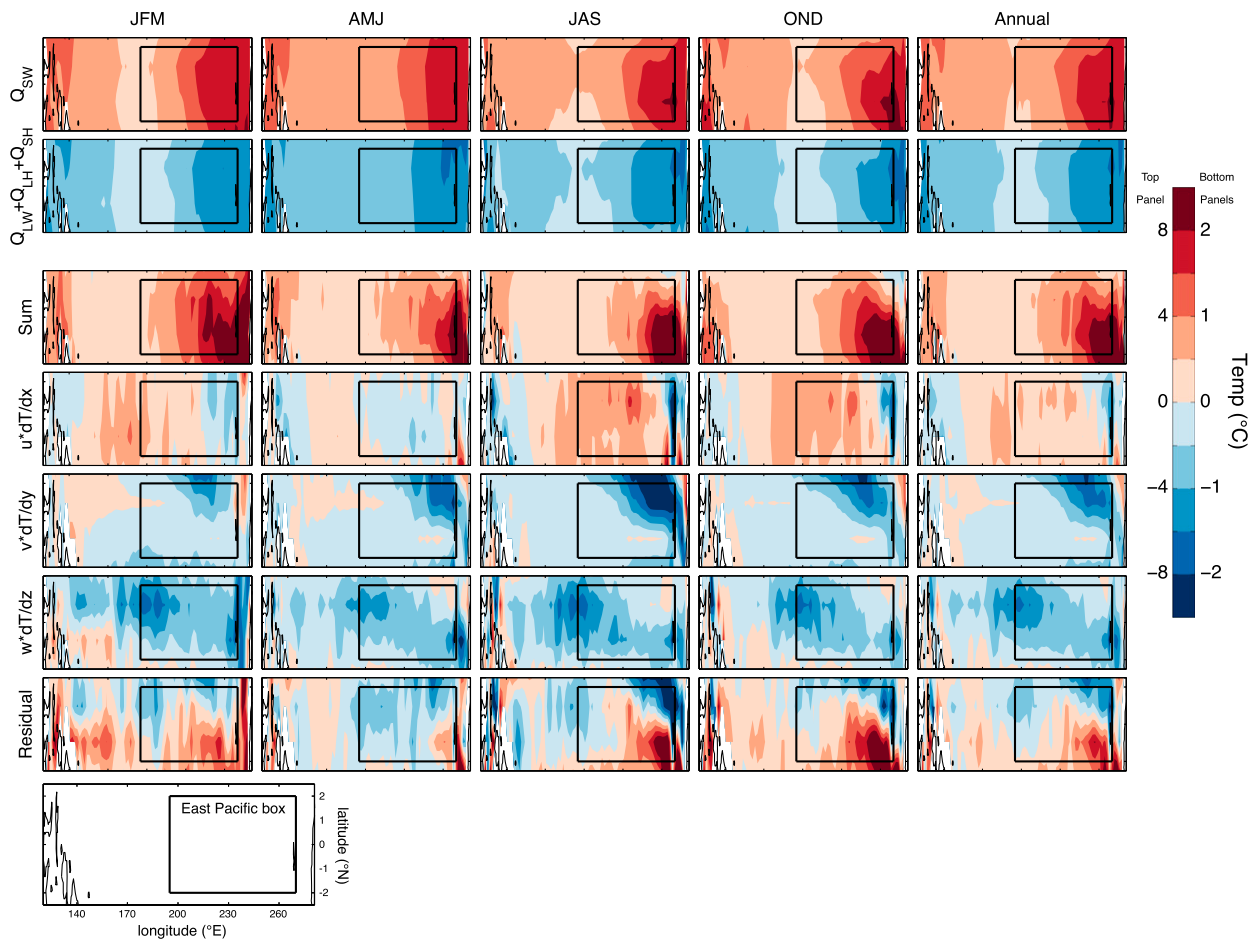 JFM AMJ JAS OND Annual
Q_SW
Q_LW+Q_LH+Q_SH
Sum
u*dT/dx
v*dT/dy
w*dT/dz
Residual
Top Bottom
Panel Panels
8 2
4 1
0 0
−4 −1
−8 −2
Temp (°C)
East Pacific box
2
1
0
-1
-2
latitude (°N)
140 170 200 230 260
longitude (°E)